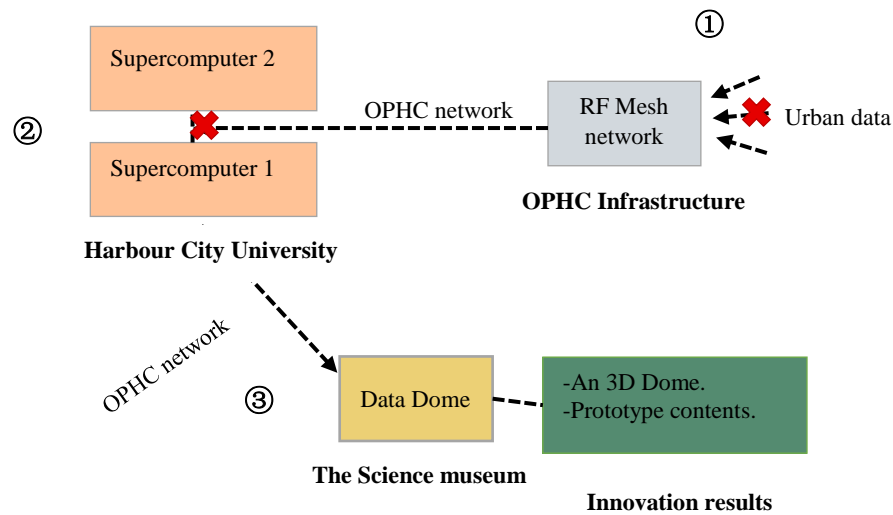 ①
Supercomputer 2
OPHC network
RF Mesh
network
Urban data
②
Supercomputer 1
OPHC Infrastructure
Harbour City University
OPHC network
③
Data Dome
-An 3D Dome.
-Prototype contents.
The Science museum
Innovation results